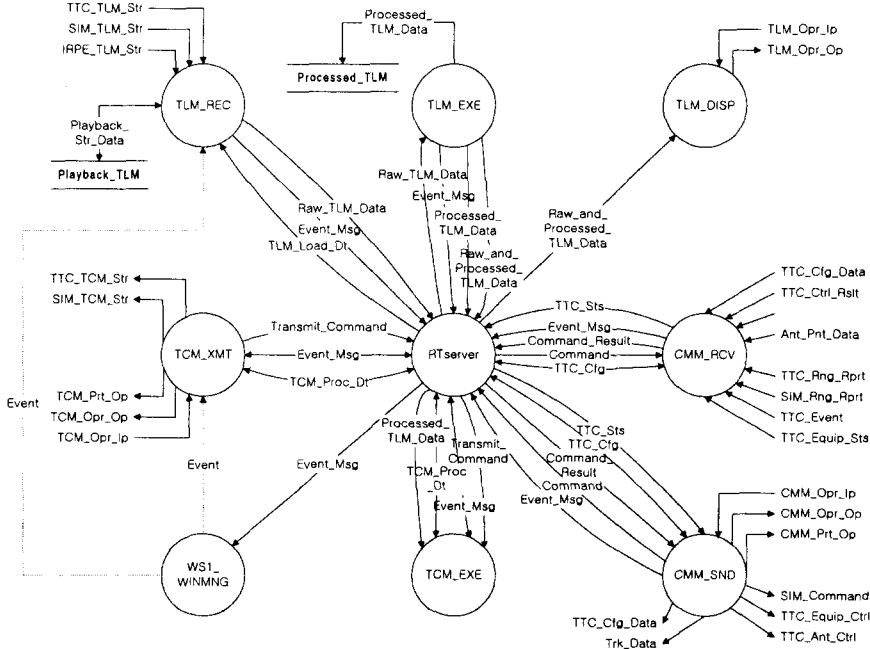 TTC_TLM_Str
SIM_TLM_Str
IRPE_TLM_Str
TLM_REC
Playback_
Str_Data
Playback_TLM
Processed_
TLM_Data
Processed_TLM
TLM_EXE
TLM_Opr_Ip
TLM_Opr_Op
TLM_DISP
Raw_TLM_Data
Event_Msg
TLM_Load_Dt
Raw_TLM_Data
Event_Msg
Processed_
TLM_Data
Raw_and_
Processed_
TLM_Data
Raw_and_
Processed_
TLM_Data
TTC_TCM_Str
SIM_TCM_Str
TCM_XMT
TCM_Prt_Op
TCM_Opr_Op
TCM_Opr_Ip
Transmit_Command
Event_Msg
TCM_Proc_Dt
RTserver
TTC_Sts
Event_Msg
Command_Result
Command
TTC_Cfg
CMM_RCV
TTC_Cfg_Data
TTC_Ctrl_Rslt
Ant_Pnt_Data
TTC_Rng_Rprt
SIM_Rng_Rprt
TTC_Event
TTC_Equip_Sts
Event
Event
Event_Msg
Processed_
TLM_Data
TCM_Proc
_Dt
Transmit_
Command
Event_Msg
TTC_Sts
TTC_Cfg
Command_
Result
Command
Event_Msg
WS1_
WINMNG
TCM_EXE
CMM_SND
CMM_Opr_Ip
CMM_Opr_Op
CMM_Prt_Op
SIM_Command
TTC_Equip_Ctrl
TTC_Ant_Ctrl
TTC_Cfg_Data
Trk_Data